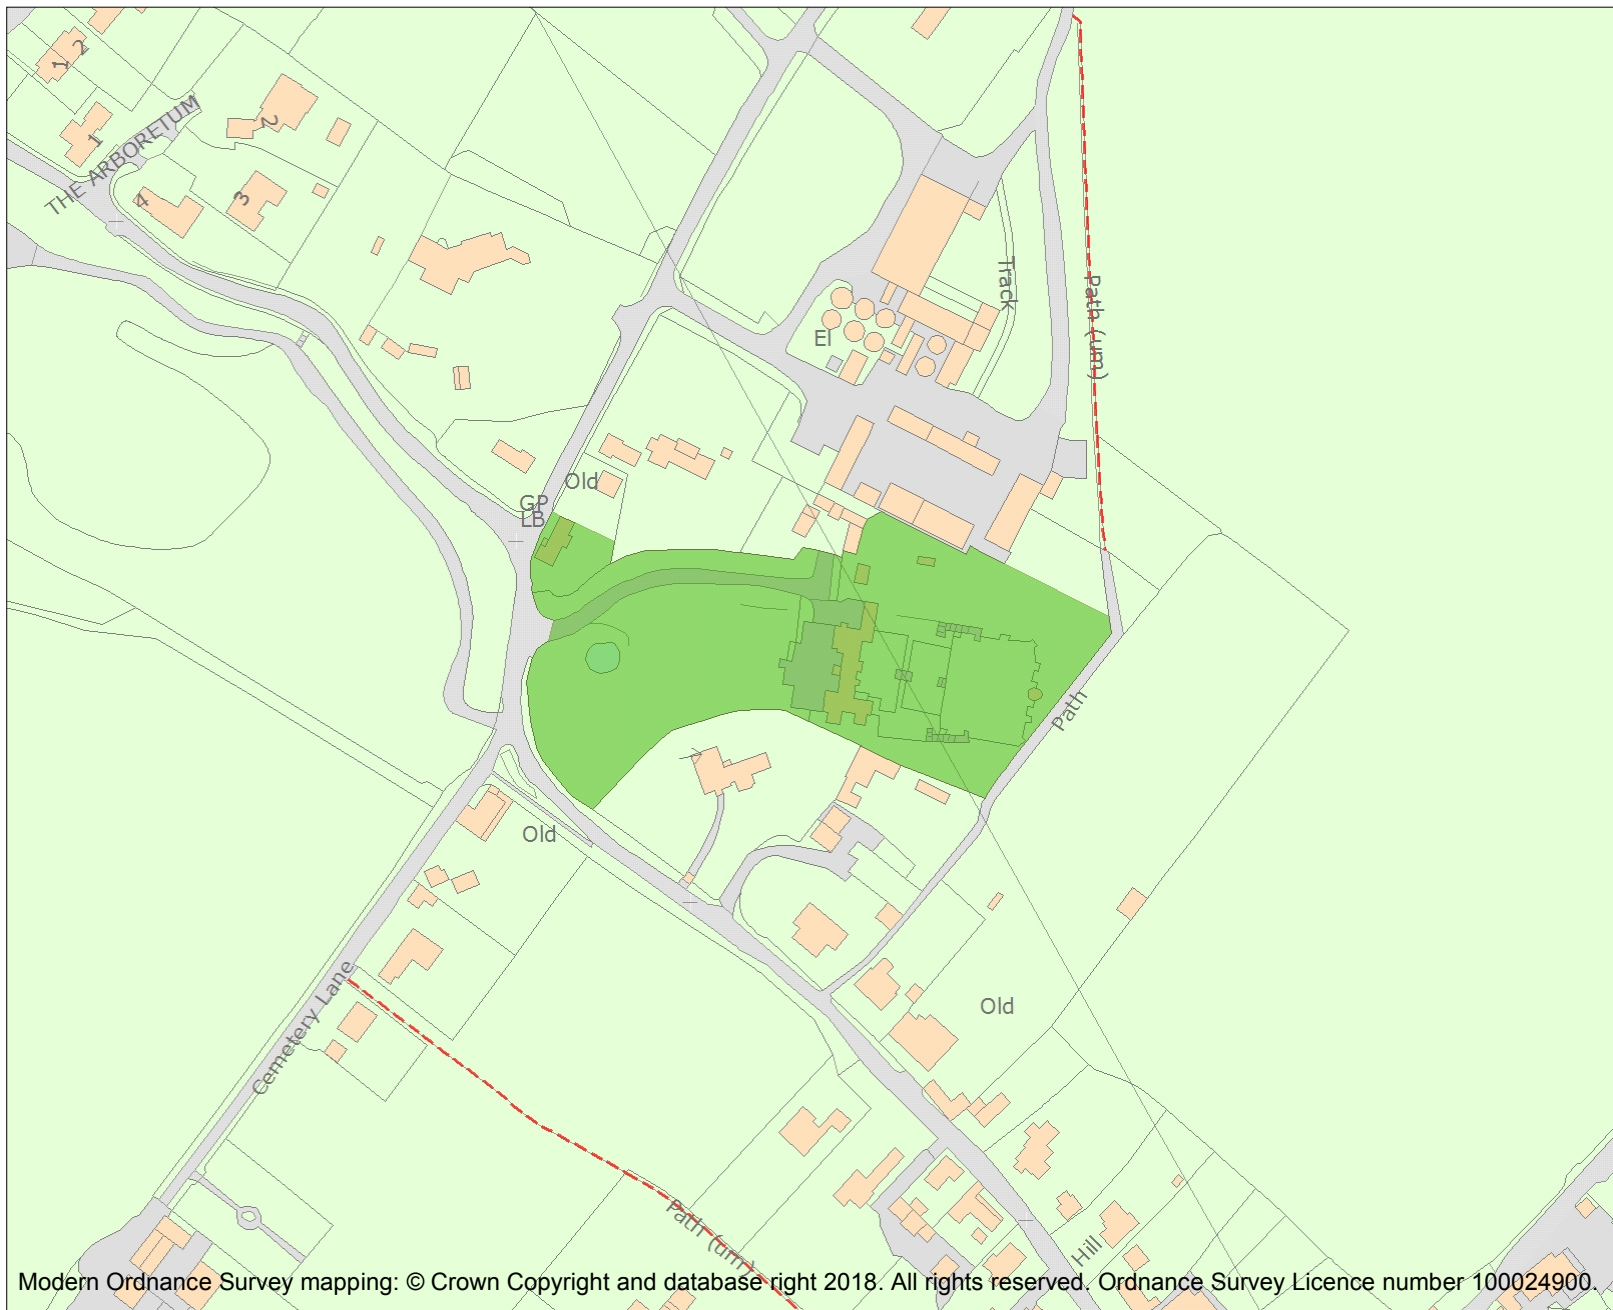 1
2
1
2
THE ARBORETUM
4
3
Track
Path (um)
El
Old
GP
LB
Path
Old
Cemetery Lane
Old
Path (um)
Hill
Modern Ordnance Survey mapping: © Crown Copyright and database right 2018. All rights reserved. Ordnance Survey Licence number 100024900.